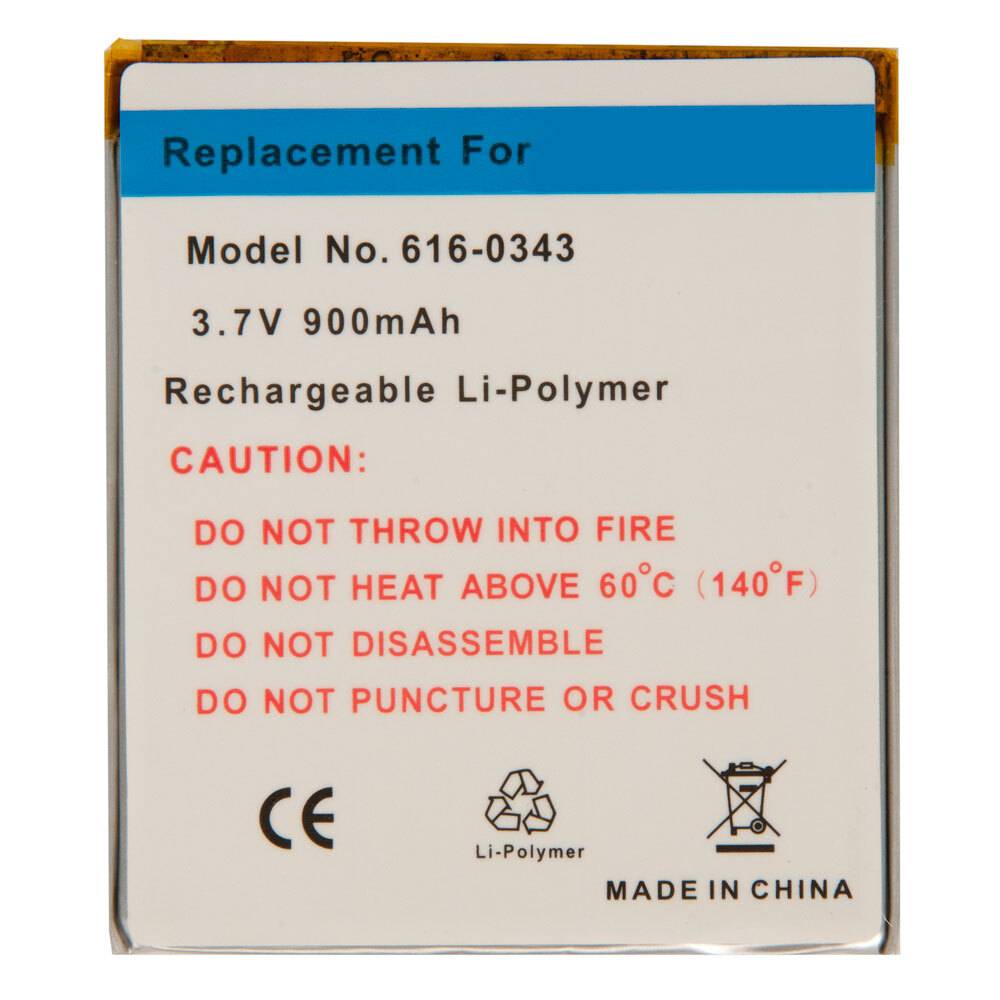 Replacement For
Model No. 616-0343
3.7V 900mAh
Rechargeable Li-Polymer
CAUTION:
DO NOT THROW INTO FIRE
DO NOT HEAT ABOVE 60°C (140°F)
DO NOT DISASSEMBLE
DO NOT PUNCTURE OR CRUSH
CE
Li-Polymer
MADE IN CHINA